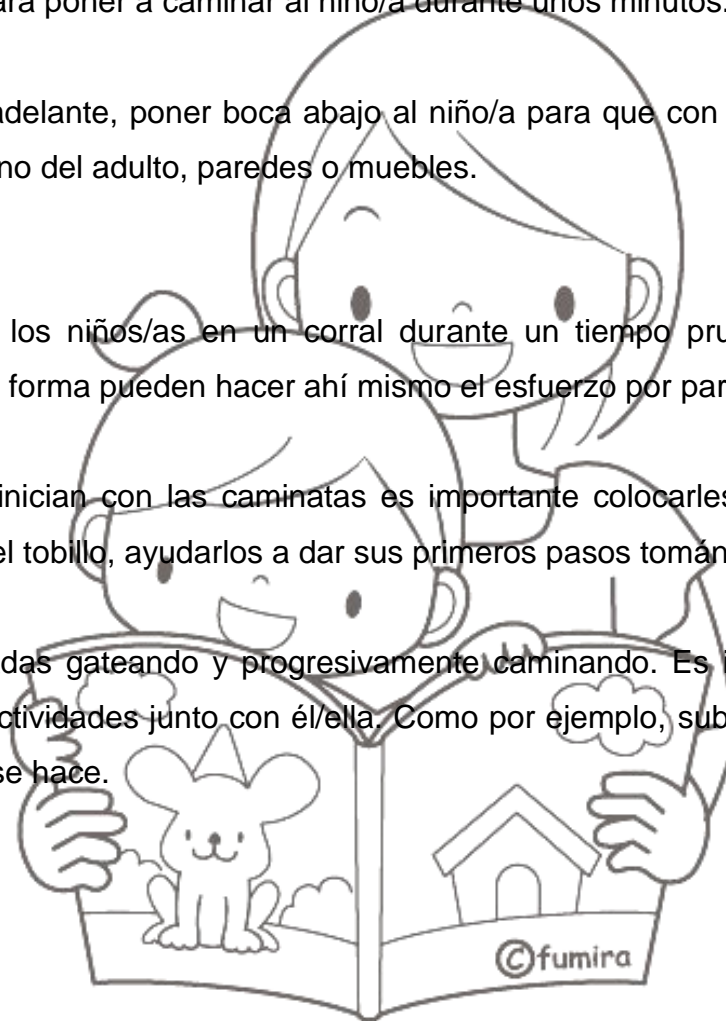 para poner a caminar al niño/a durante unos minutos.
adelante, poner boca abajo al niño/a para que con
no del adulto, paredes o muebles.
los niños/as en un corral durante un tiempo pru
forma pueden hacer ahí mismo el esfuerzo por par
inician con las caminatas es importante colocarles
el tobillo, ayudarlos a dar sus primeros pasos tomán
das gateando y progresivamente caminando. Es i
ctividades junto con él/ella. Como por ejemplo, sub
se hace.
©fumira